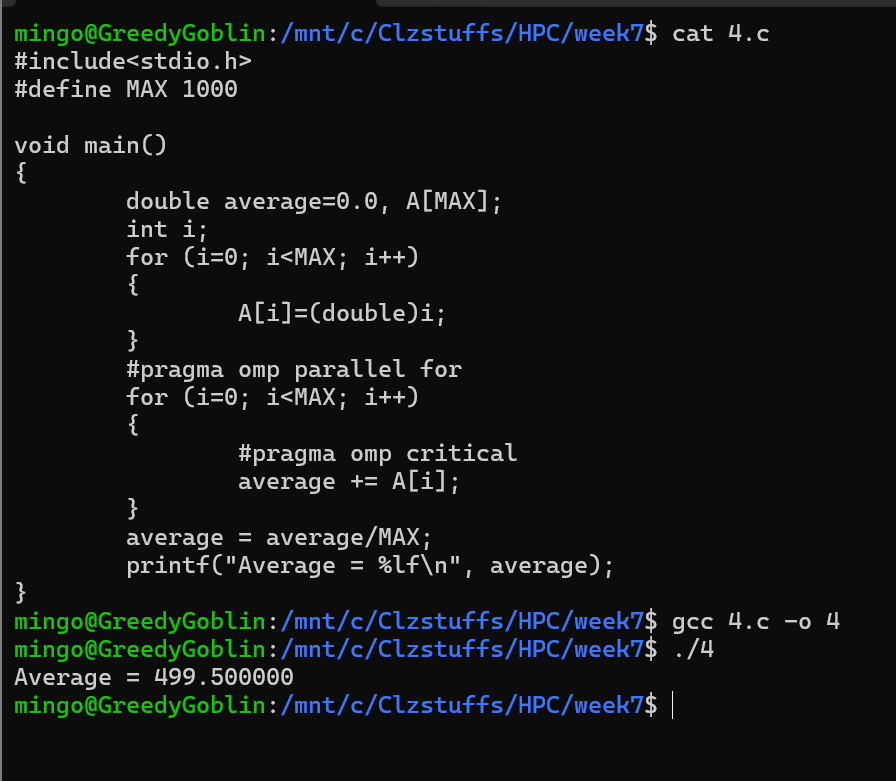 mingo@GreedyGoblin:/mnt/c/Clzstuffs/HPC/week7$ cat 4.c
#include<stdio.h>
#define MAX 1000

void main()
{
        double average=0.0, A[MAX];
        int i;
        for (i=0; i<MAX; i++)
        {
                A[i]=(double)i;
        }
        #pragma omp parallel for
        for (i=0; i<MAX; i++)
        {
                #pragma omp critical
                average += A[i];
        }
        average = average/MAX;
        printf("Average = %lf\n", average);
}
mingo@GreedyGoblin:/mnt/c/Clzstuffs/HPC/week7$ gcc 4.c -o 4
mingo@GreedyGoblin:/mnt/c/Clzstuffs/HPC/week7$ ./4
Average = 499.500000
mingo@GreedyGoblin:/mnt/c/Clzstuffs/HPC/week7$